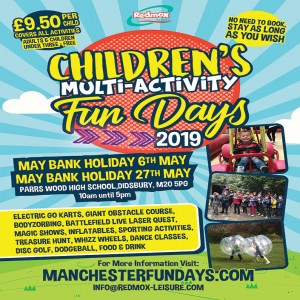 £9.50 PER CHILD
COVERS ALL ACTIVITIES
ADULTS & CHILDREN
UNDER THREE - FREE
Redmox
NO NEED TO BOOK,
STAY AS LONG
AS YOU WISH
CHILDREN'S
MULTI-ACTIVITY
Fun Days
2019
MAY BANK HOLIDAY 6TH MAY
MAY BANK HOLIDAY 27TH MAY
PARRS WOOD HIGH SCHOOL, DIDSBURY, M20 5PG
10am until 5pm
ELECTRIC GO KARTS, GIANT OBSTACLE COURSE,
BODYZORBING, BATTLEFIELD LIVE LASER QUEST,
MAGIC SHOWS, INFLATABLES, SPORTING ACTIVITIES,
TREASURE HUNT, WHIZZ WHEELS, DANCE CLASSES,
DISC GOLF, DODGEBALL, FOOD & DRINK
For More Information Visit:
MANCHESTERFUNDAYS.COM
INFO@REDMOX-LEISURE.COM